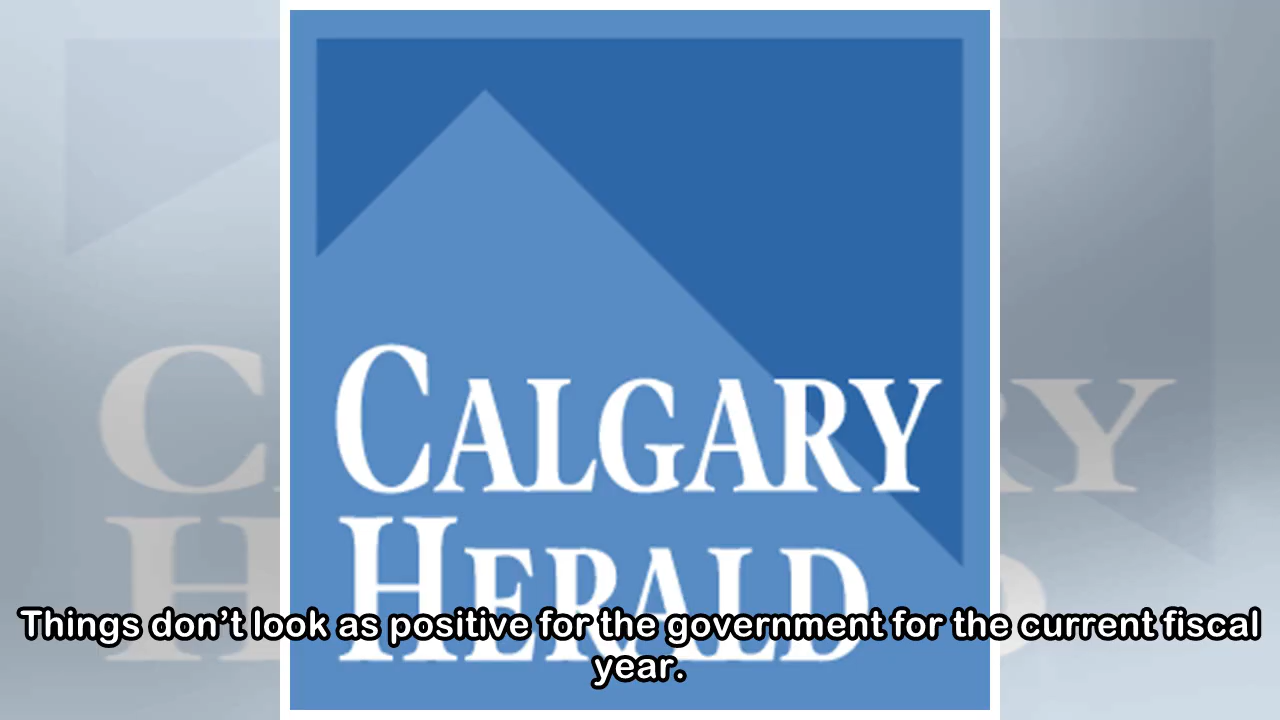 CALGARY
HERALD
Things don’t look as positive for the government for the current fiscal
year.